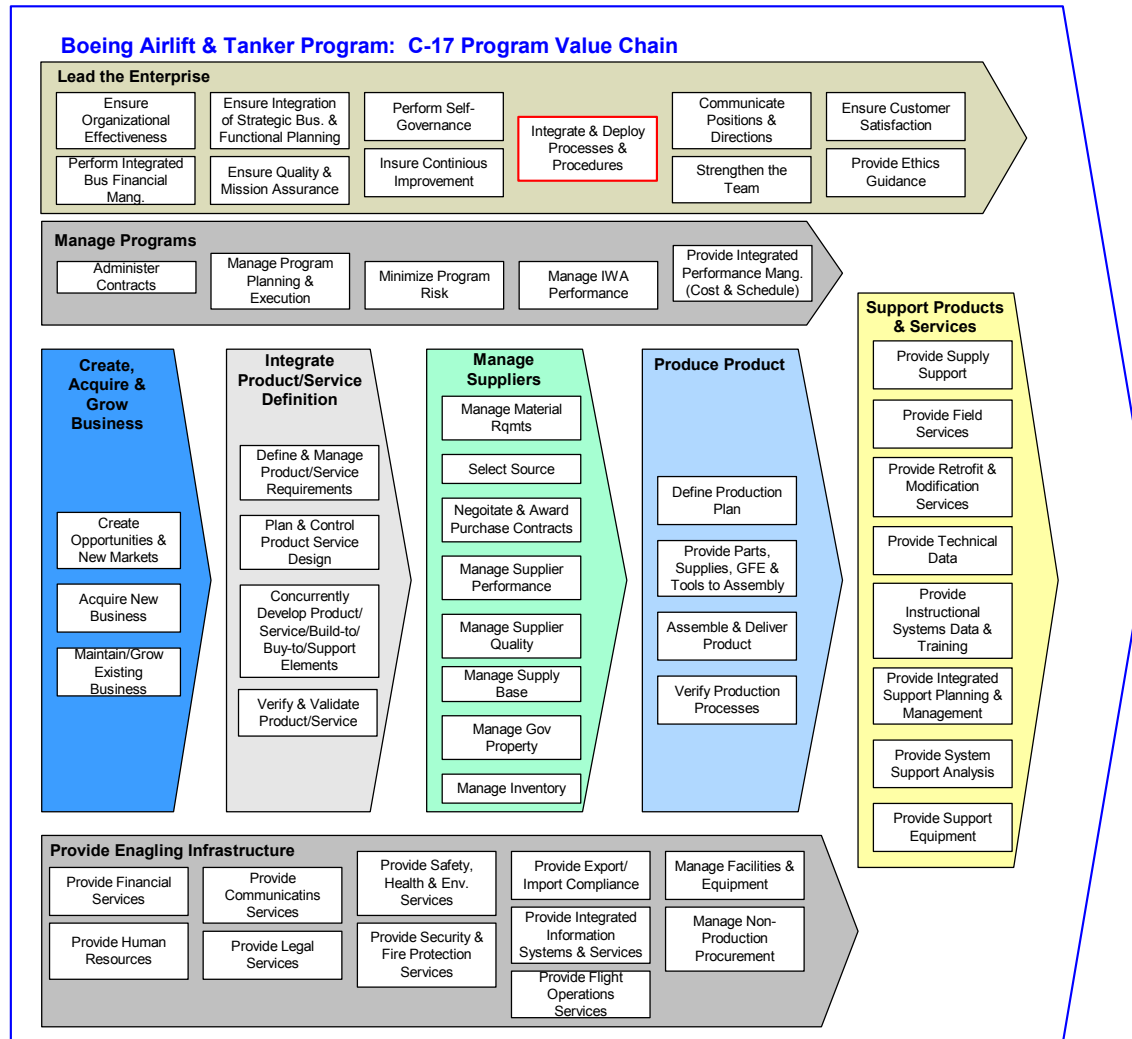 Boeing Airlift & Tanker Program: C-17 Program Value Chain
Lead the Enterprise
Ensure
Organizational
Effectiveness
Perform Integrated
Bus Financial
Mang.
Ensure Integration
of Strategic Bus. &
Functional Planning
Ensure Quality &
Mission Assurance
Perform Self-
Governance
Insure Continious
Improvement
Integrate & Deploy
Processes &
Procedures
Communicate
Positions &
Directions
Strengthen the
Team
Ensure Customer
Satisfaction
Provide Ethics
Guidance
Manage Programs
Administer
Contracts
Manage Program
Planning &
Execution
Minimize Program
Risk
Manage IWA
Performance
Provide Integrated
Performance Mang.
(Cost & Schedule)
Create,
Acquire &
Grow
Business
Create
Opportunities &
New Markets
Acquire New
Business
Maintain/Grow
Existing
Business
Integrate
Product/Service
Definition
Define & Manage
Product/Service
Requirements
Plan & Control
Product Service
Design
Concurrently
Develop Product/
Service/Build-to/
Buy-to/Support
Elements
Verify & Validate
Product/Service
Manage
Suppliers
Manage Material
Rqmts
Select Source
Negoitate & Award
Purchase Contracts
Manage Supplier
Performance
Manage Supplier
Quality
Manage Supply
Base
Manage Gov
Property
Manage Inventory
Produce Product
Define Production
Plan
Provide Parts,
Supplies, GFE &
Tools to Assembly
Assemble & Deliver
Product
Verify Production
Processes
Support Products
& Services
Provide Supply
Support
Provide Field
Services
Provide Retrofit &
Modification
Services
Provide Technical
Data
Provide
Instructional
Systems Data &
Training
Provide Integrated
Support Planning &
Management
Provide System
Support Analysis
Provide Support
Equipment
Provide Enagling Infrastructure
Provide Financial
Services
Provide Human
Resources
Provide
Communicatins
Services
Provide Legal
Services
Provide Safety,
Health & Env.
Services
Provide Security &
Fire Protection
Services
Provide Export/
Import Compliance
Provide Integrated
Information
Systems & Services
Provide Flight
Operations
Services
Manage Facilities &
Equipment
Manage Non-
Production
Procurement